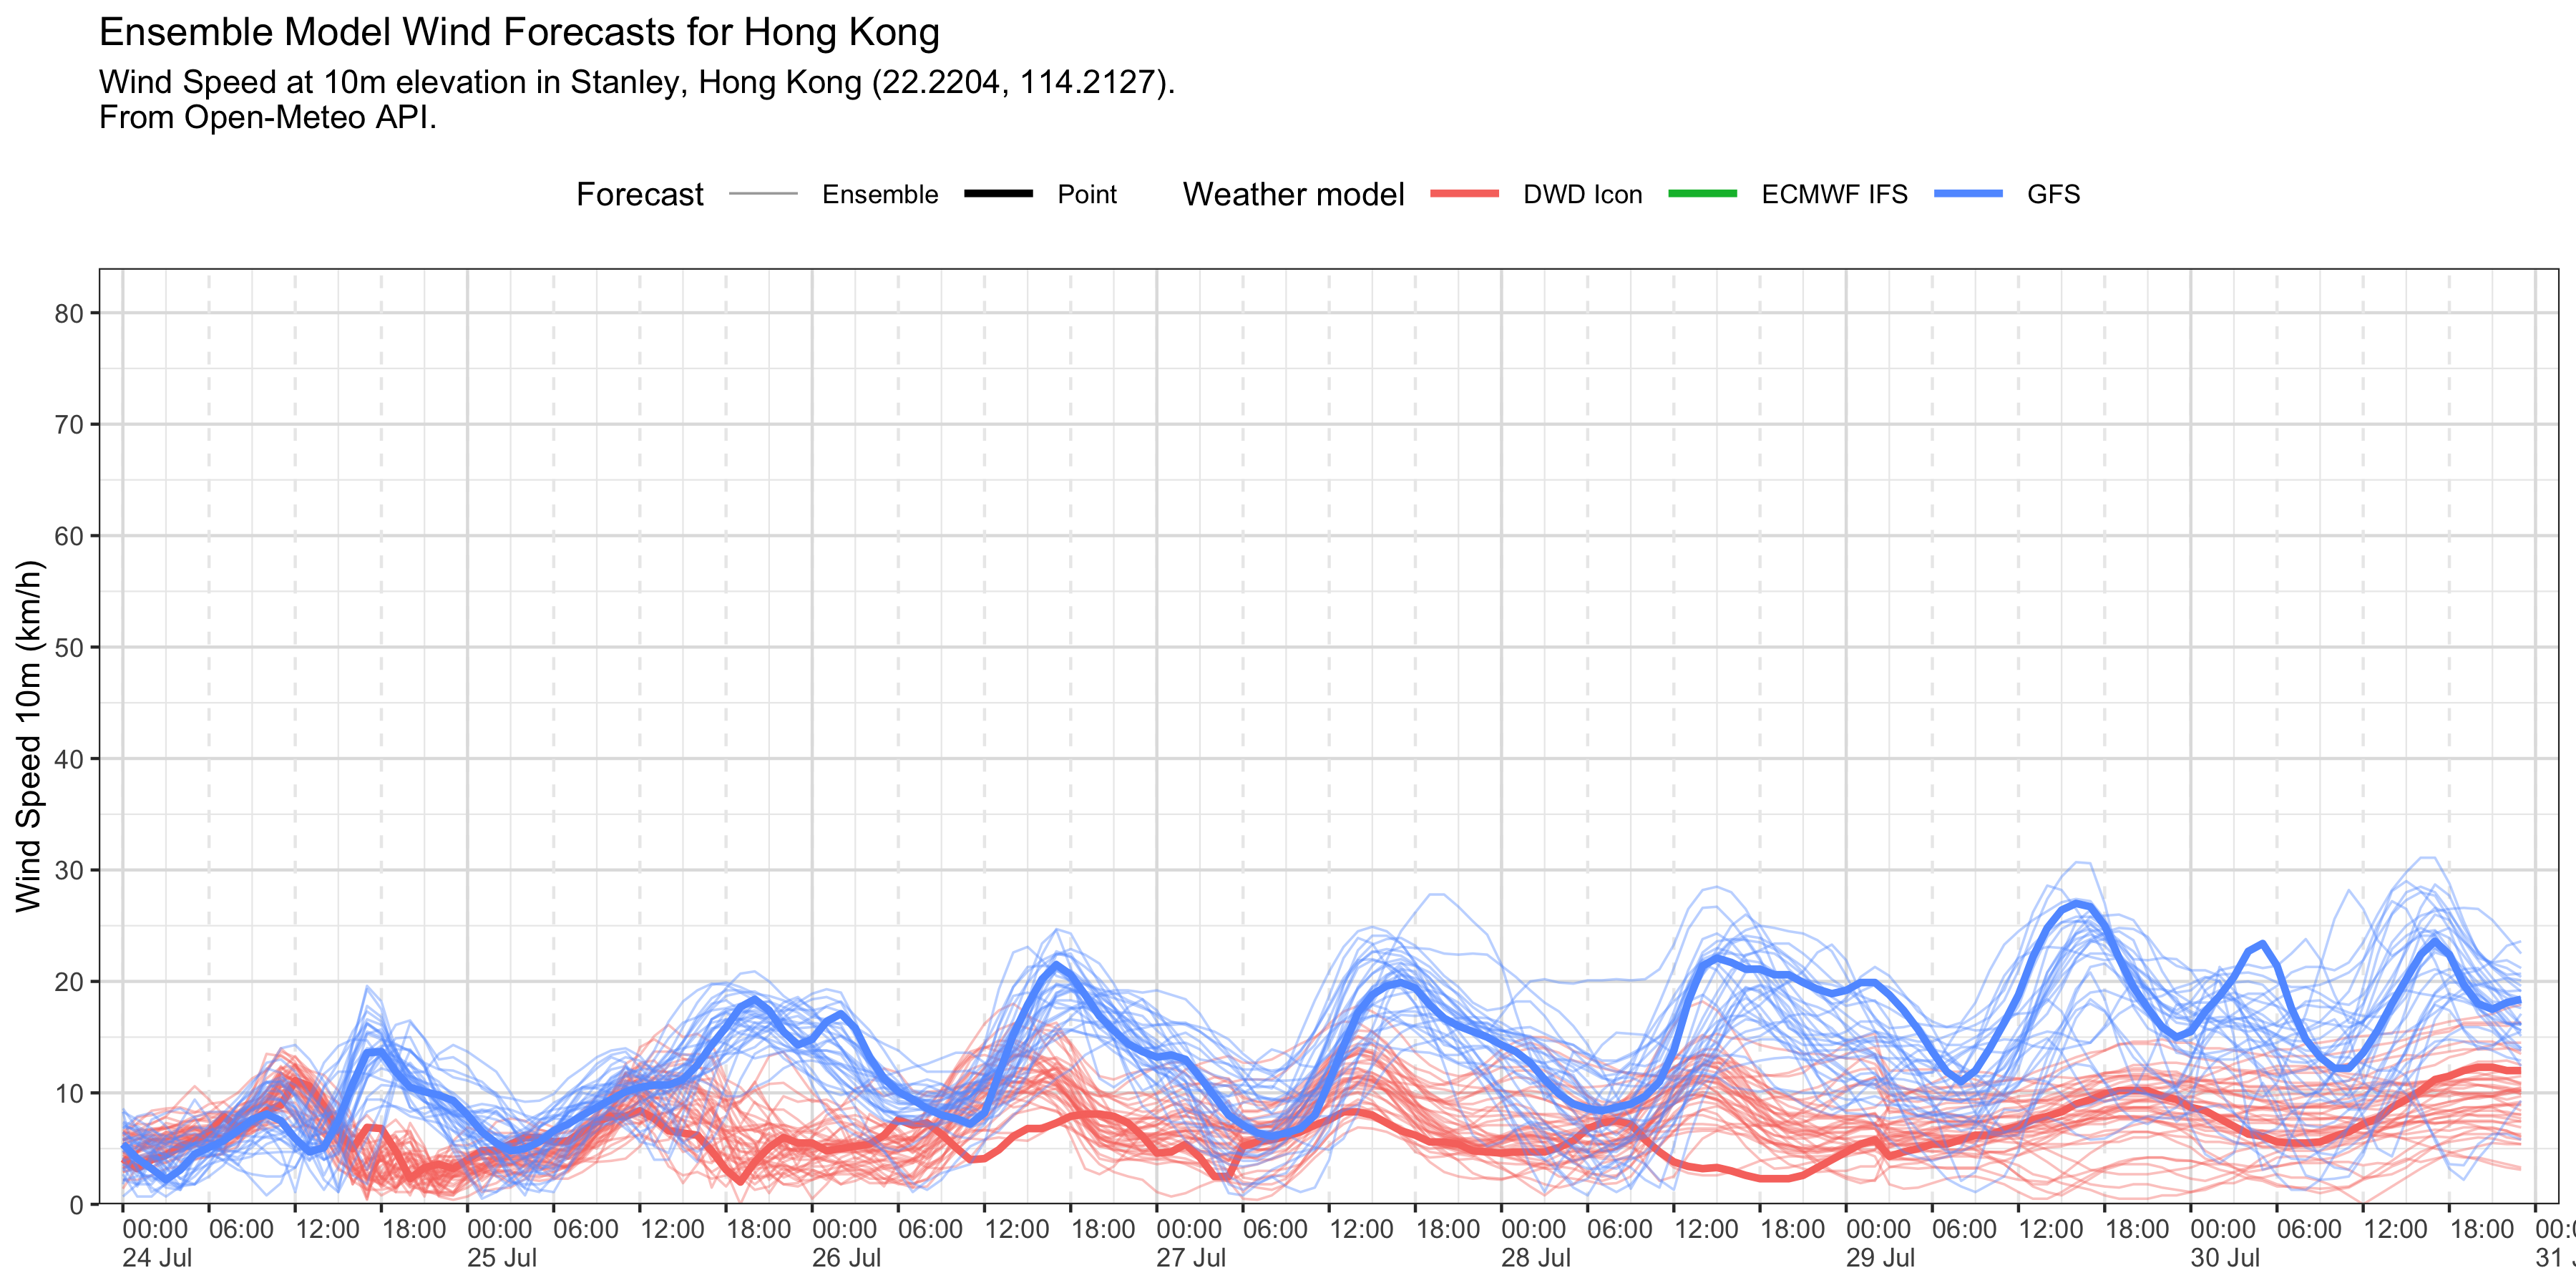 Ensemble Model Wind Forecasts for Hong Kong
Wind Speed at 10m elevation in Stanley, Hong Kong (22.2204, 114.2127).
From Open-Meteo API.
Forecast Ensemble Point Weather model DWD Icon ECMWF IFS GFS
Wind Speed 10m (km/h)
80
70
60
50
40
30
20
10
0
00:00 06:00 12:00 18:00 00:00 06:00 12:00 18:00 00:00 06:00 12:00 18:00 00:00 06:00 12:00 18:00 00:00 06:00 12:00 18:00 00:00 06:00 12:00 18:00 00:00 06:00 12:00 18:00
24 Jul 25 Jul 26 Jul 27 Jul 28 Jul 29 Jul 30 Jul 31